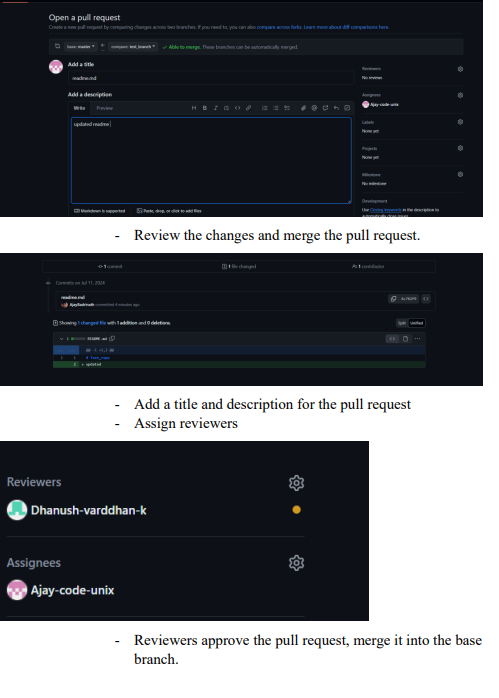 Open a pull request
Create a new pull request by comparing changes across two branches. If you need to, you can also compare across forks. Learn more about diff comparisons here.
base: master compare: test_branch Able to merge. These branches can be automatically merged.
Add a title
readme.md
Add a description
Write Preview
updated readme
Markdown is supported Paste, drop, or click to add files
Reviewers
No reviews
Assignees
Ajay-code-unix
Labels
None yet
Projects
None yet
Milestone
No milestone
Development
Use Closing keywords in the description to
automatically close issues
- Review the changes and merge the pull request.
1 commit 1 file changed 1 contributor
Commits on Jul 11, 2024
readme.md
committed 4 minutes ago
Showing 1 changed file with 1 addition and 0 deletions.
Split Unified
README.md
1 1 # Test_repo
2 + updated
- Add a title and description for the pull request
- Assign reviewers
Reviewers
Dhanush-varddhan-k
Assignees
Ajay-code-unix
- Reviewers approve the pull request, merge it into the base
branch.